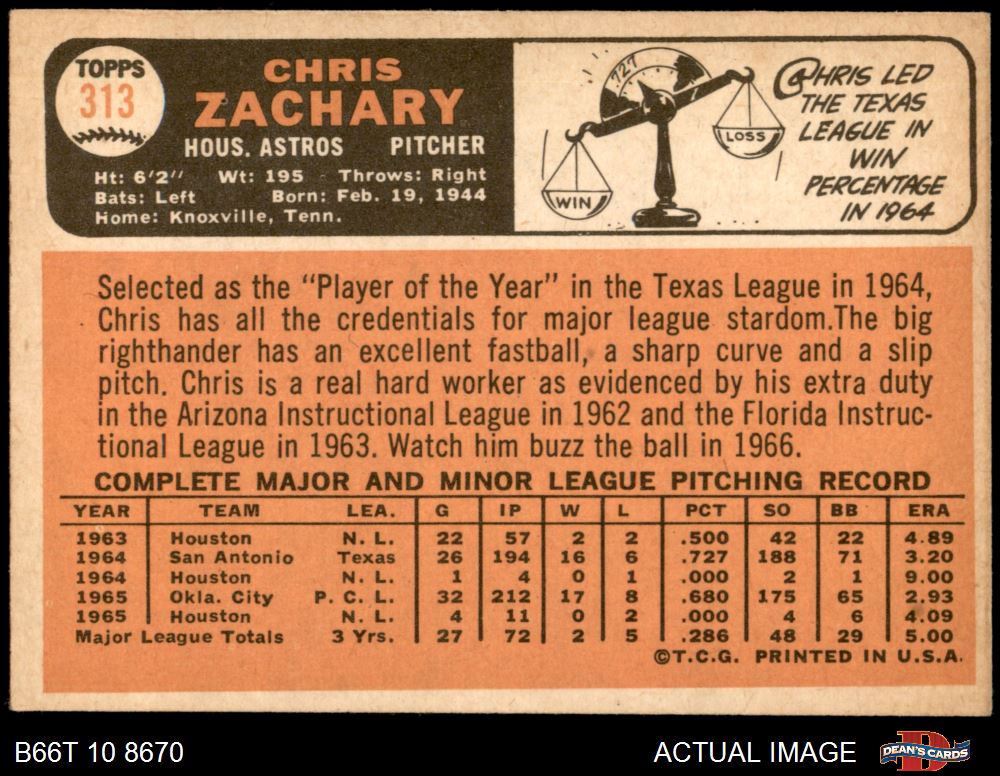 TOPPS
313
CHRIS
ZACHARY
HOUS. ASTROS PITCHER
Ht: 6'2" Wt: 195 Throws: Right
Bats: Left Born: Feb. 19, 1944
Home: Knoxville, Tenn.
727
WIN
LOSS
CHRIS LED
THE TEXAS
LEAGUE IN
WIN
PERCENTAGE
IN 1964
Selected as the "Player of the Year" in the Texas League in 1964,
Chris has all the credentials for major league stardom.The big
righthander has an excellent fastball, a sharp curve and a slip
pitch. Chris is a real hard worker as evidenced by his extra duty
in the Arizona Instructional League in 1962 and the Florida Instruc-
tional League in 1963. Watch him buzz the ball in 1966.
COMPLETE MAJOR AND MINOR LEAGUE PITCHING RECORD
YEAR TEAM LEA. G IP W L PCT SO BB ERA
1963 Houston N. L. 22 57 2 2 .500 42 22 4.89
1964 San Antonio Texas 26 194 16 6 .727 188 71 3.20
1964 Houston N. L. 1 4 0 1 .000 2 1 9.00
1965 Okla. City P. C. L. 32 212 17 8 .680 175 65 2.93
1965 Houston N. L. 4 11 0 2 .000 4 6 4.09
Major League Totals 3 Yrs. 27 72 2 5 .286 48 29 5.00
©T.C.G. PRINTED IN U.S.A.
B66T 10 8670 ACTUAL IMAGE DEAN'S CARDS